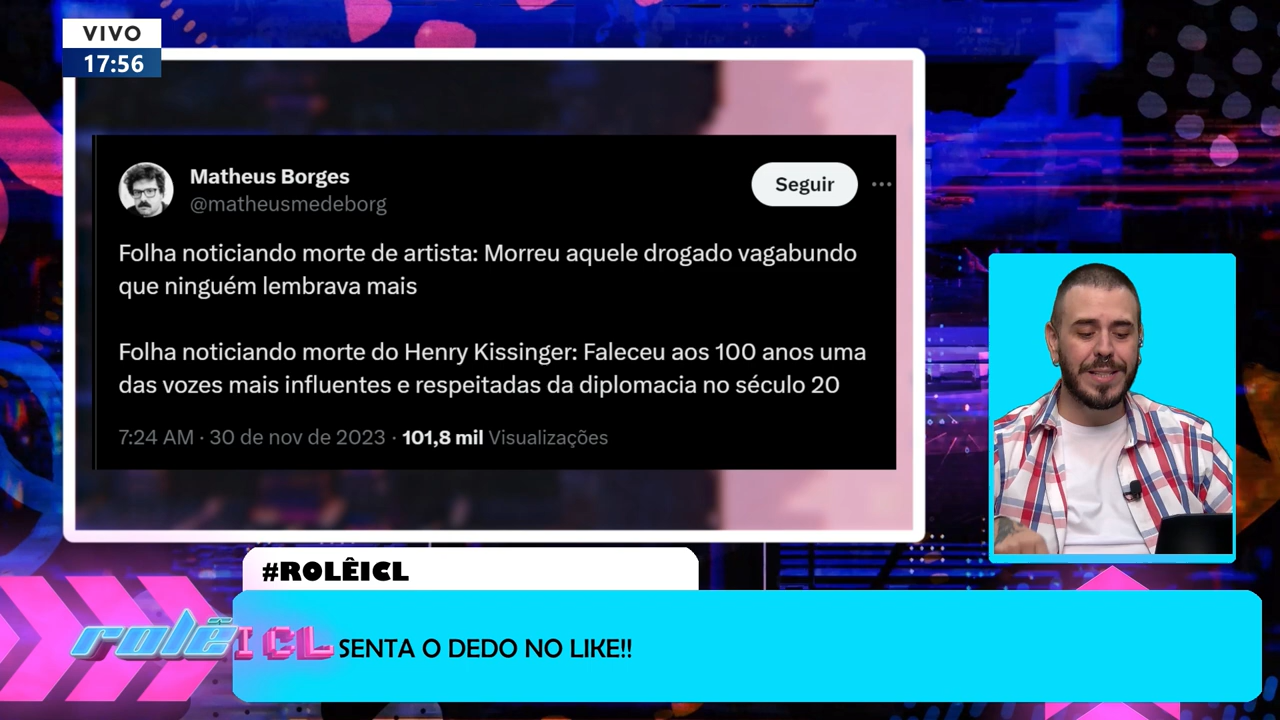 VIVO
17:56
Matheus Borges
@matheusmedeborg
Seguir
Folha noticiando morte de artista: Morreu aquele drogado vagabundo
que ninguém lembrava mais
Folha noticiando morte do Henry Kissinger: Faleceu aos 100 anos uma
das vozes mais influentes e respeitadas da diplomacia no século 20
7:24 AM · 30 de nov de 2023 · 101,8 mil Visualizações
#ROLÊICL
rolê ICL
SENTA O DEDO NO LIKE!!